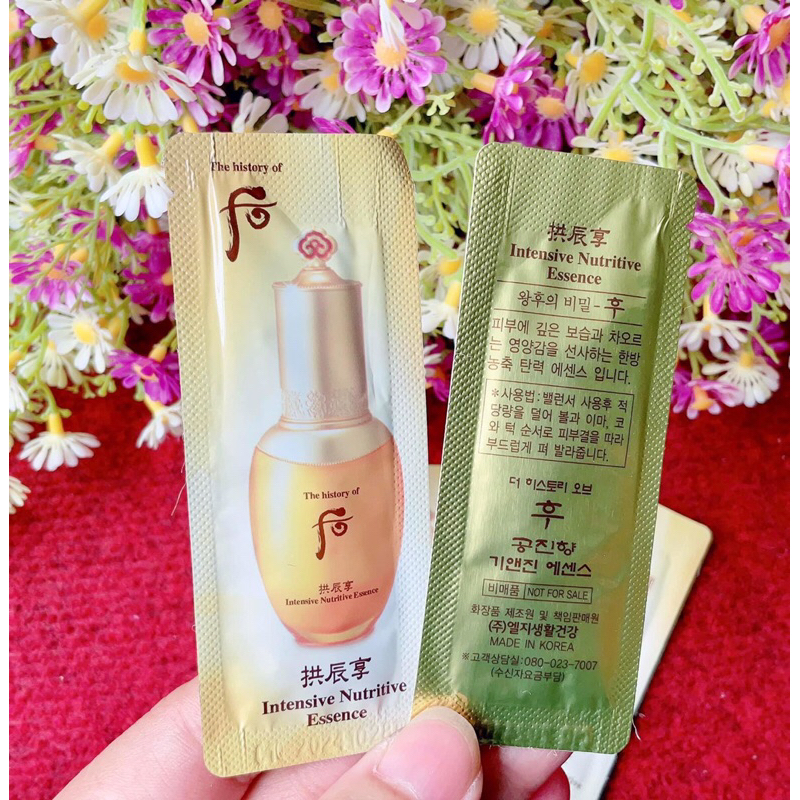 The history of
후
The history of
후
拱辰享
Intensive Nutritive Essence
拱辰享
Intensive Nutritive
Essence
拱辰享
Intensive Nutritive
Essence
왕후의 비밀 - 후
피부에 깊은 보습과 차오르
는 영양감을 선사하는 한방
농축 탄력 에센스 입니다.
*사용법: 밸런서 사용후 적
당량을 덜어 볼과 이마, 코
와 턱 순서로 피부결을 따라
부드럽게 펴 발라줍니다.
더 히스토리 오브
후
공진향
기앤진 에센스
비매품 NOT FOR SALE
화장품 제조원 및 책임판매원
(주)엘지생활건강
MADE IN KOREA
※고객상담실:080-023-7007
(수신자요금부담)